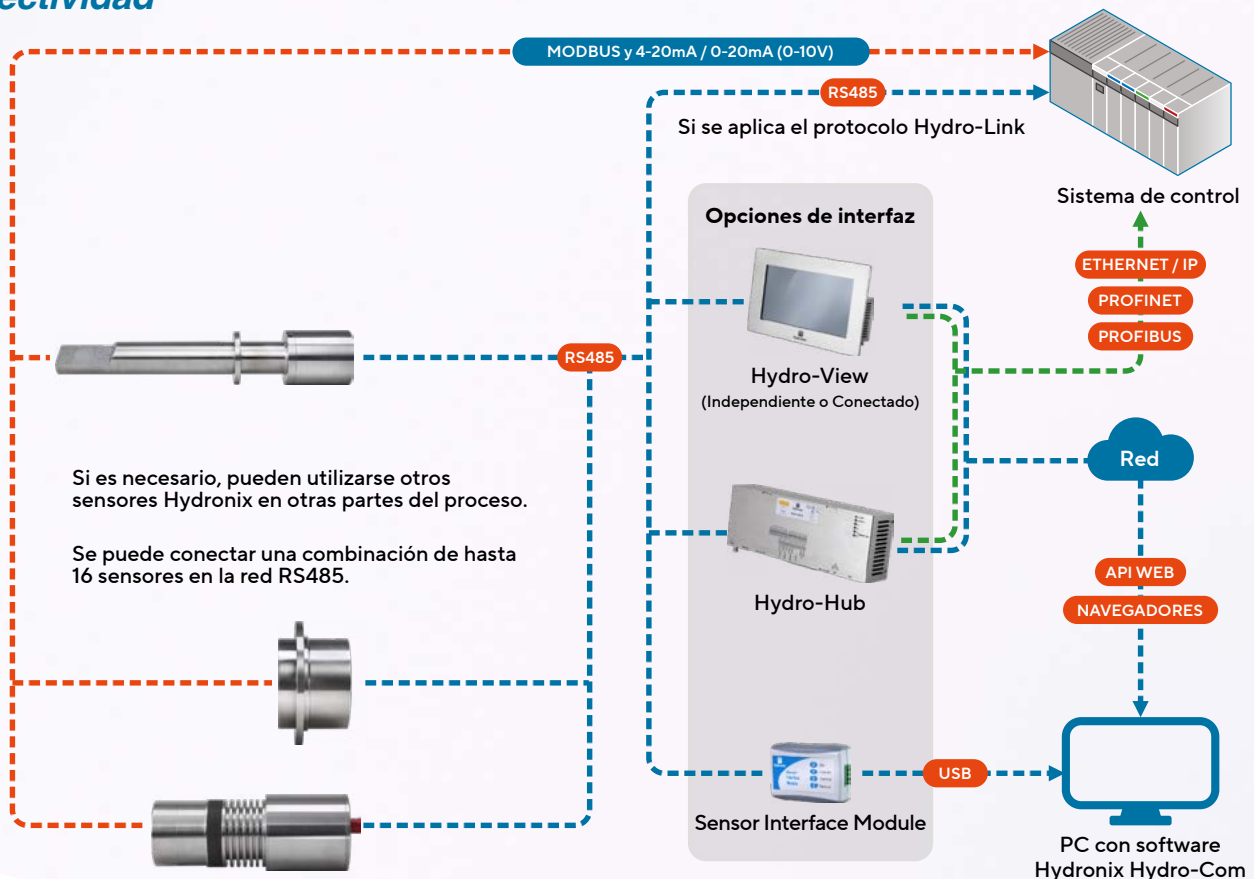 ectividad
MODBUS y 4-20mA / 0-20mA (0-10V)
RS485
Si se aplica el protocolo Hydro-Link
Sistema de control
Opciones de interfaz
ETHERNET / IP
PROFINET
PROFIBUS
RS485
Hydro-View
(Independiente o Conectado)
Red
Si es necesario, pueden utilizarse otros
sensores Hydronix en otras partes del proceso.
Se puede conectar una combinación de hasta
16 sensores en la red RS485.
Hydro-Hub
API WEB
NAVEGADORES
USB
Sensor Interface Module
PC con software
Hydronix Hydro-Com